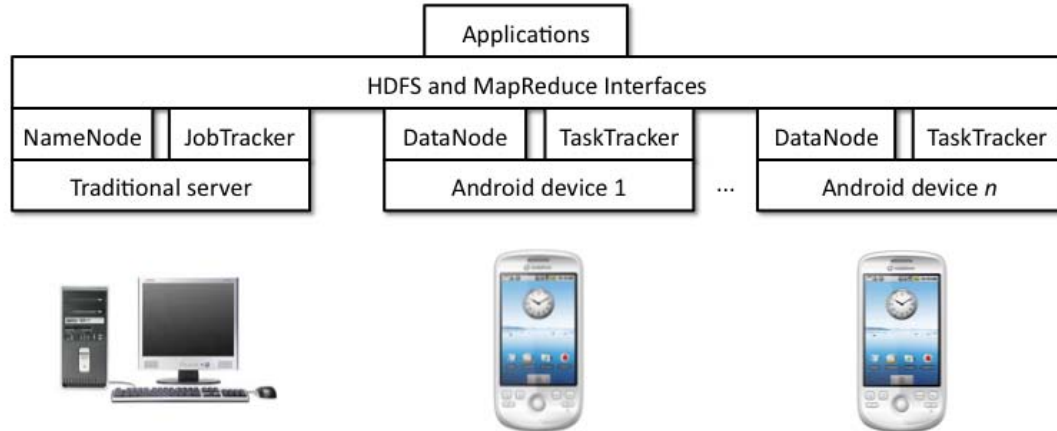 Applications
HDFS and MapReduce Interfaces
NameNode JobTracker DataNode TaskTracker DataNode TaskTracker
Traditional server Android device 1 ... Android device n